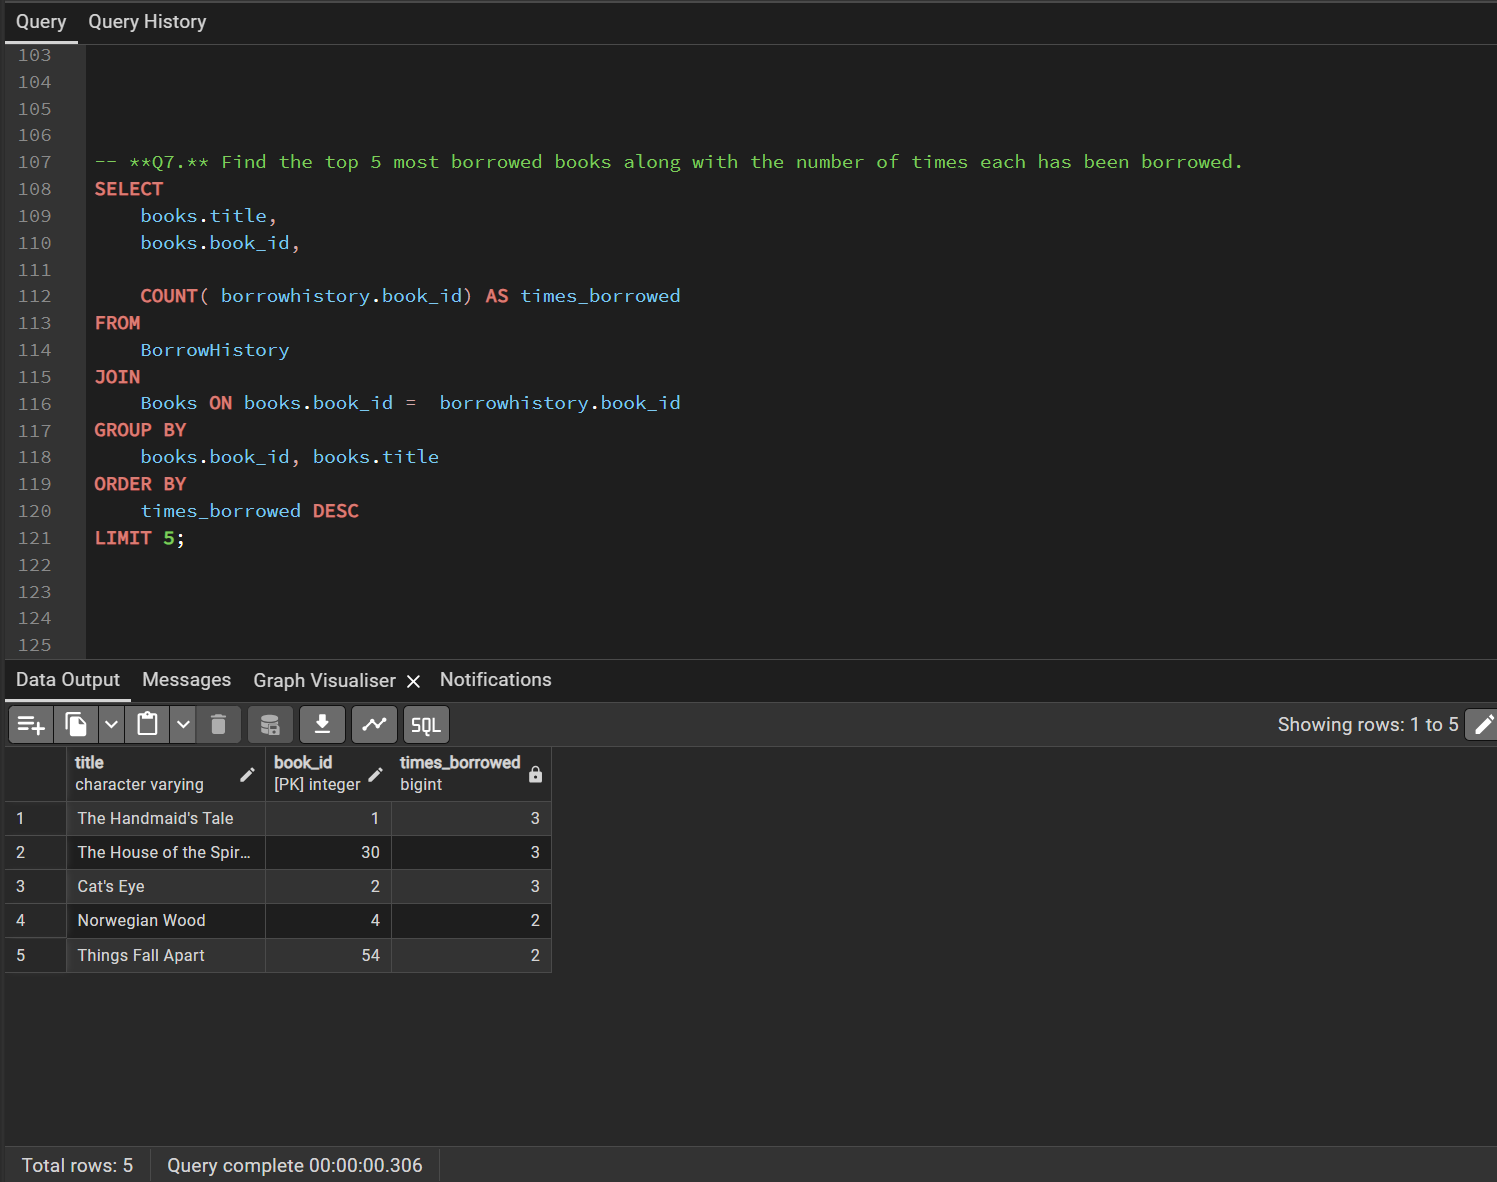 Query Query History
103
104
105
106
107 -- **Q7.** Find the top 5 most borrowed books along with the number of times each has been borrowed.
108 SELECT
109 books.title,
110 books.book_id,
111
112 COUNT( borrowhistory.book_id) AS times_borrowed
113 FROM
114 BorrowHistory
115 JOIN
116 Books ON books.book_id =  borrowhistory.book_id
117 GROUP BY
118 books.book_id, books.title
119 ORDER BY
120 times_borrowed DESC
121 LIMIT 5;
122
123
124
125
Data Output Messages Graph Visualiser × Notifications
SQL Showing rows: 1 to 5
title book_id times_borrowed
character varying [PK] integer bigint
1 The Handmaid's Tale 1 3
2 The House of the Spir... 30 3
3 Cat's Eye 2 3
4 Norwegian Wood 4 2
5 Things Fall Apart 54 2
Total rows: 5 Query complete 00:00:00.306